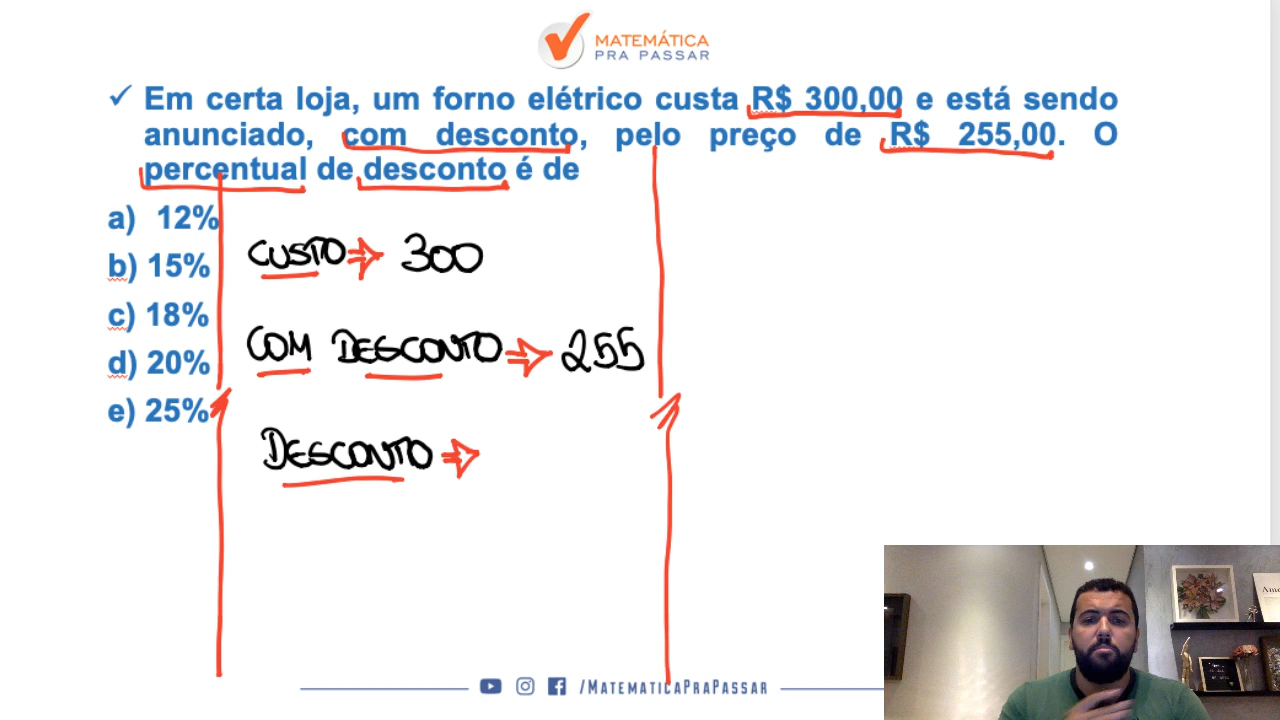 MATEMÁTICA
PRA PASSAR
✓ Em certa loja, um forno elétrico custa R$ 300,00 e está sendo
anunciado, com desconto, pelo preço de R$ 255,00. O
percentual de desconto é de
a) 12%
b) 15%
c) 18%
d) 20%
e) 25%
CUSTO ⇒ 300
COM DESCONTO ⇒ 255
DESCONTO ⇒
/MATEMATICAPRAPASSAR